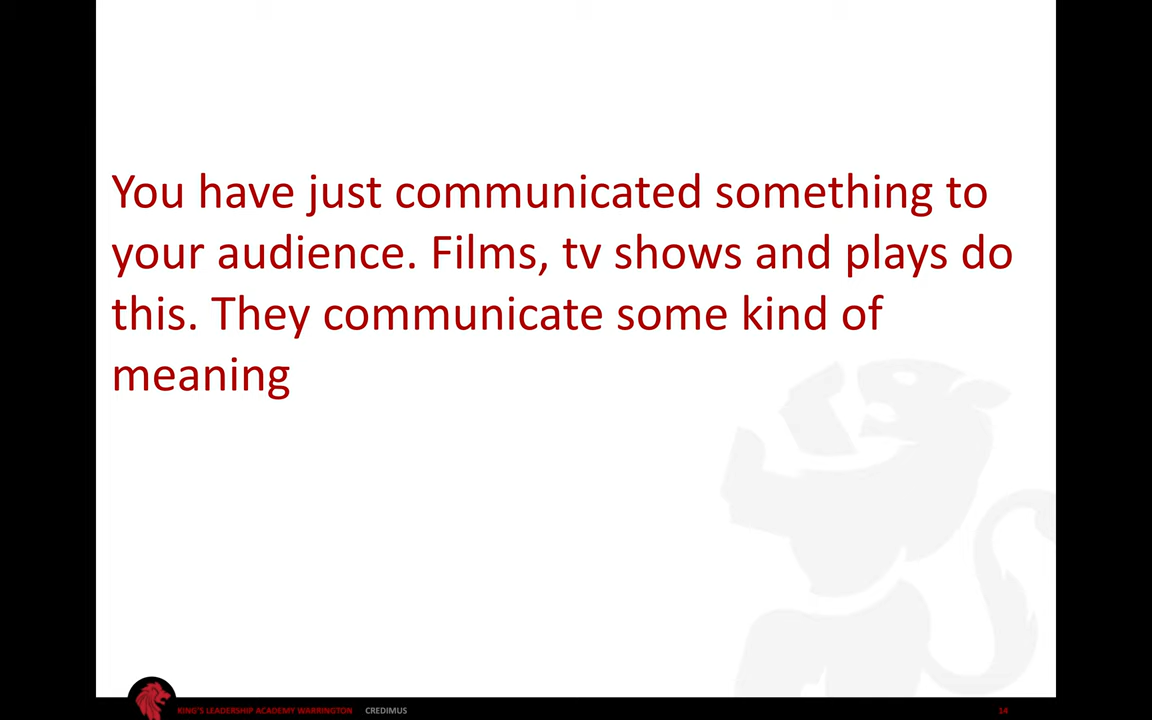 You have just communicated something to
your audience. Films, tv shows and plays do
this. They communicate some kind of
meaning
KING'S LEADERSHIP ACADEMY WARRINGTON CREDIMUS 14